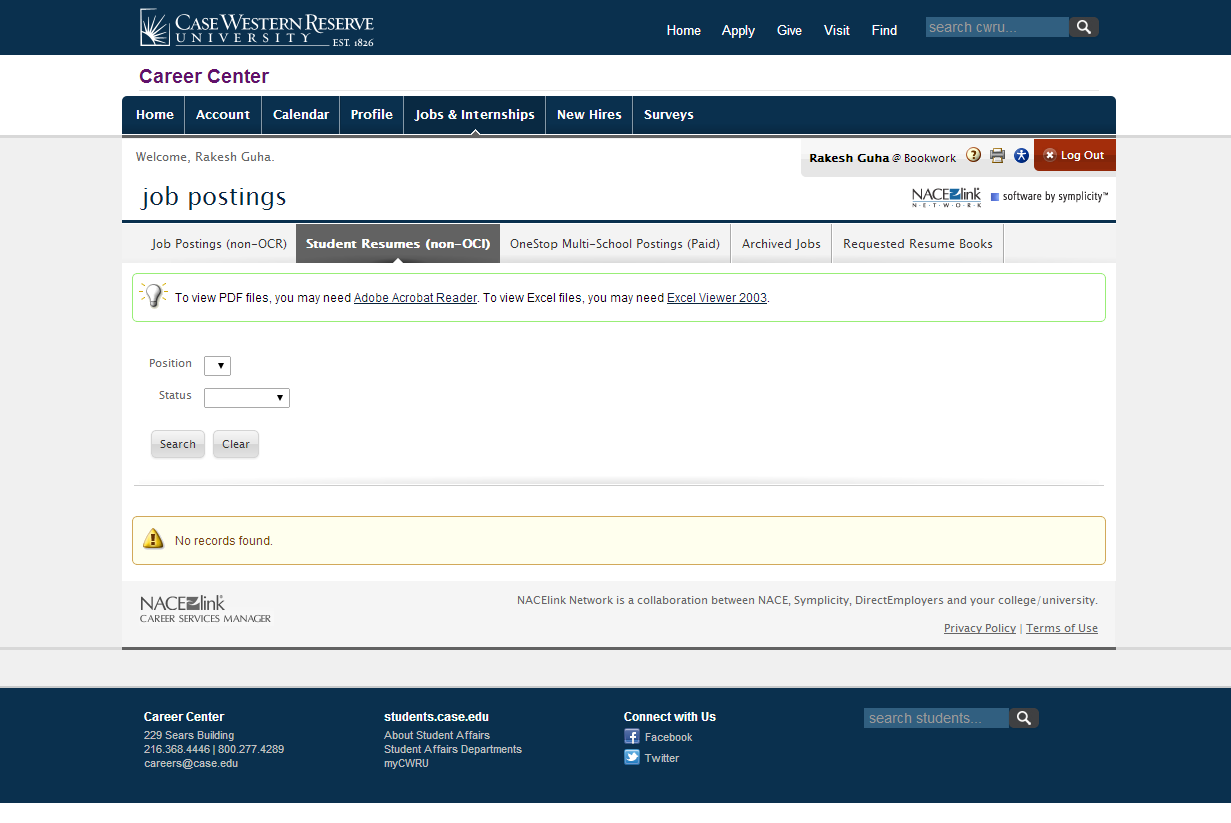 CASE WESTERN RESERVE
UNIVERSITY EST. 1826
Home Apply Give Visit Find search cwru...
Career Center
Home Account Calendar Profile Jobs & Internships New Hires Surveys
Welcome, Rakesh Guha.
Rakesh Guha @ Bookwork ? Log Out
job postings
NACElink
N·E·T·W·O·R·K
software by symplicity™
Job Postings (non-OCR) Student Resumes (non-OCI) OneStop Multi-School Postings (Paid) Archived Jobs Requested Resume Books
To view PDF files, you may need Adobe Acrobat Reader. To view Excel files, you may need Excel Viewer 2003.
Position
Status
Search Clear
No records found.
NACElink
CAREER SERVICES MANAGER
NACElink Network is a collaboration between NACE, Symplicity, DirectEmployers and your college/university.
Privacy Policy | Terms of Use
Career Center
229 Sears Building
216.368.4446 | 800.277.4289
careers@case.edu
students.case.edu
About Student Affairs
Student Affairs Departments
myCWRU
Connect with Us
Facebook
Twitter
search students...